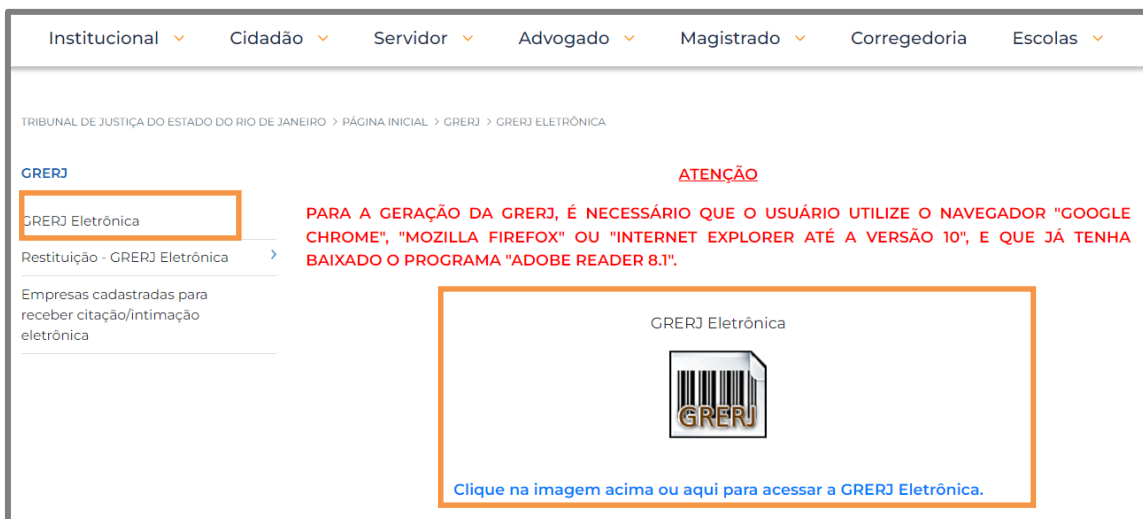 Institucional Cidadão Servidor Advogado Magistrado Corregedoria Escolas
TRIBUNAL DE JUSTIÇA DO ESTADO DO RIO DE JANEIRO > PÁGINA INICIAL > GRERJ > GRERJ ELETRÔNICA
GRERJ
GRERJ Eletrônica
Restituição - GRERJ Eletrônica
Empresas cadastradas para
receber citação/intimação
eletrônica
ATENÇÃO
PARA A GERAÇÃO DA GRERJ, É NECESSÁRIO QUE O USUÁRIO UTILIZE O NAVEGADOR "GOOGLE
CHROME", "MOZILLA FIREFOX" OU "INTERNET EXPLORER ATÉ A VERSÃO 10", E QUE JÁ TENHA
BAIXADO O PROGRAMA "ADOBE READER 8.1".
GRERJ Eletrônica
GRERJ
Clique na imagem acima ou aqui para acessar a GRERJ Eletrônica.